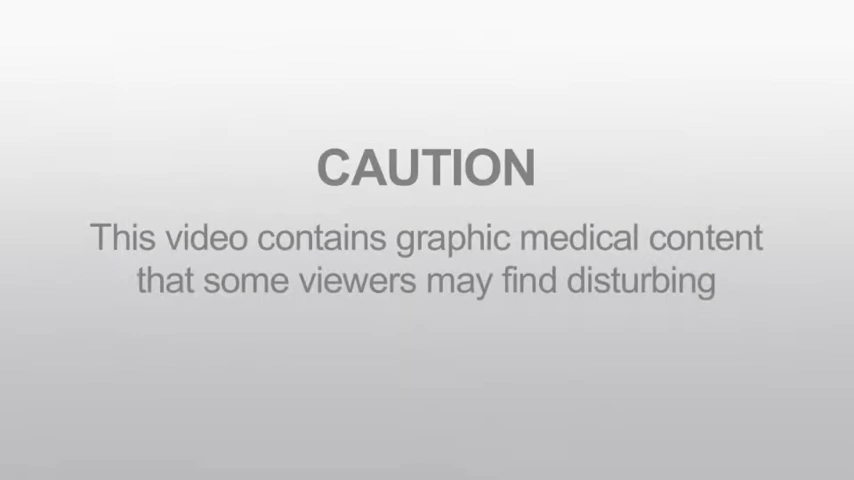 CAUTION
This video contains graphic medical content
that some viewers may find disturbing